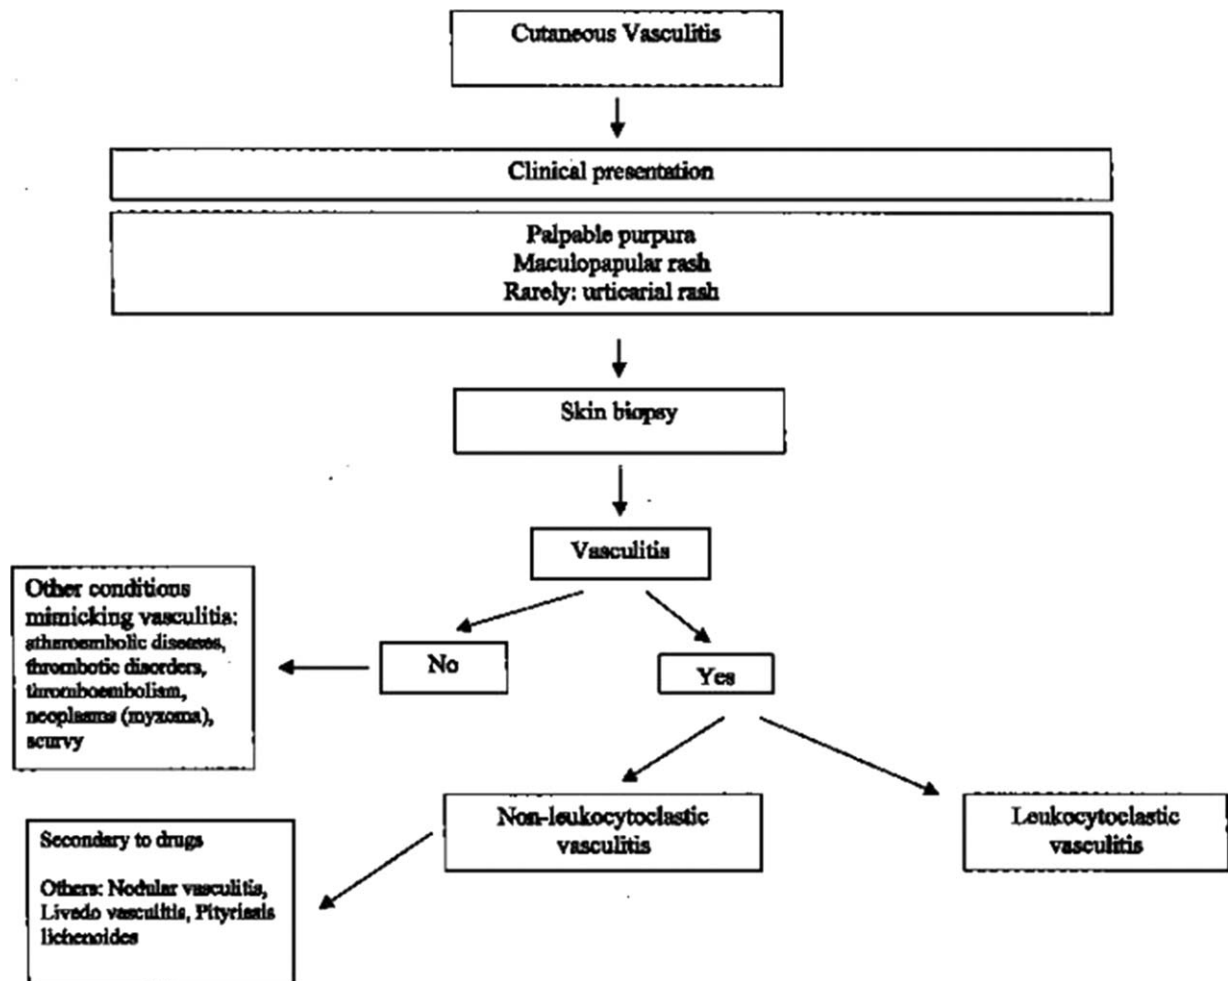 Cutaneous Vasculitis
Clinical presentation
Palpable purpura
Maculopapular rash
Rarely: urticarial rash
Skin biopsy
Vasculitis
Other conditions
mimicking vasculitis:
atheroembolic diseases,
thrombotic disorders,
thromboembolism,
neoplasms (myxoma),
scurvy
No
Yes
Non-leukocytoclastic
vasculitis
Leukocytoclastic
vasculitis
Secondary to drugs
Others: Nodular vasculitis,
Livedo vasculitis, Pityriasis
lichenoides